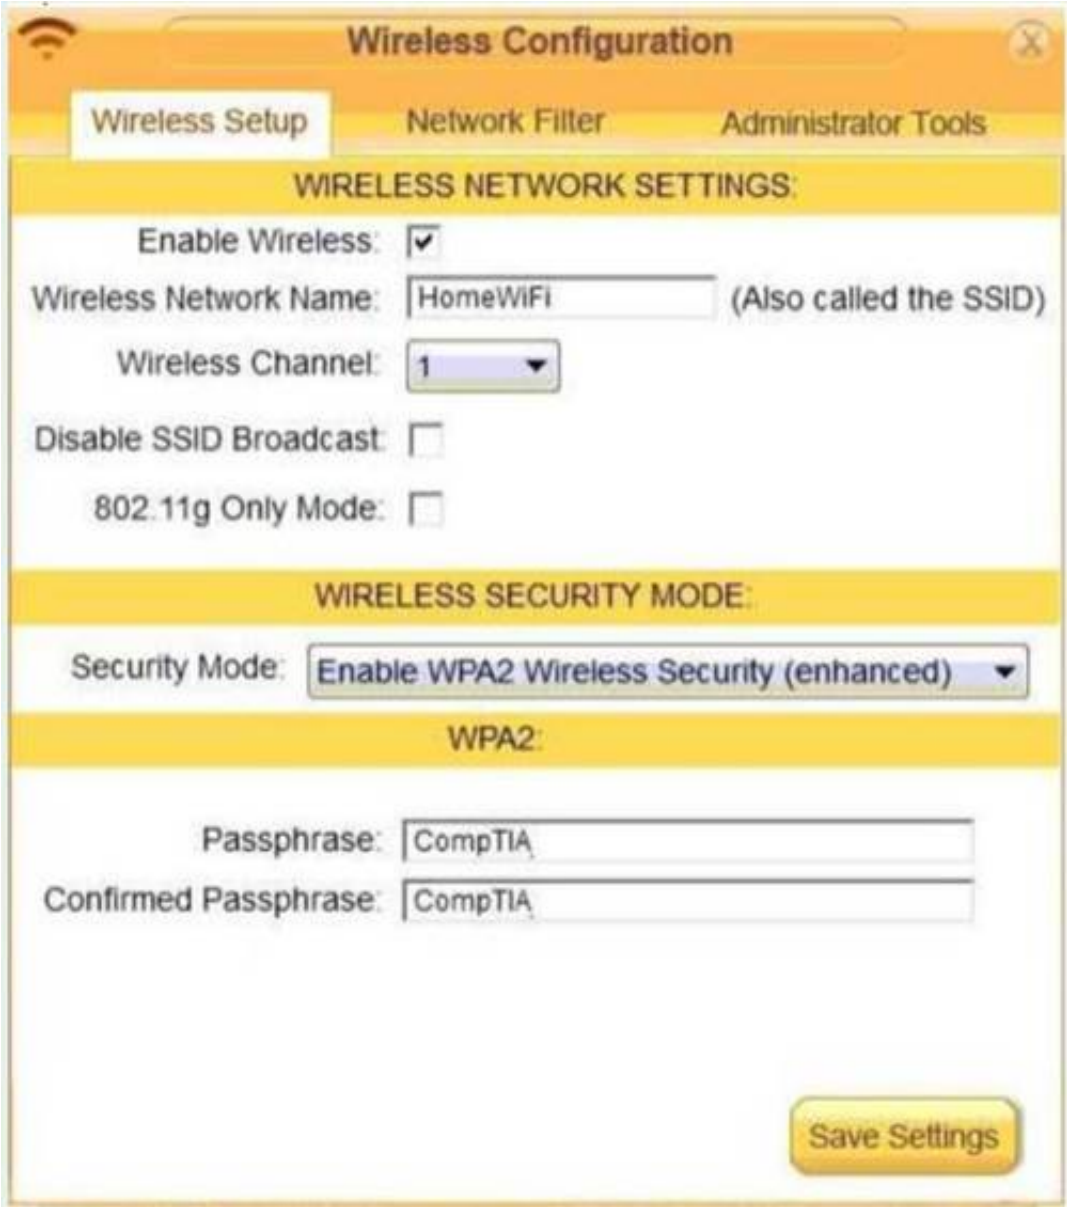 Wireless Configuration
X
Wireless Setup Network Filter Administrator Tools
WIRELESS NETWORK SETTINGS:
Enable Wireless:
Wireless Network Name: HomeWiFi (Also called the SSID)
Wireless Channel: 1
Disable SSID Broadcast:
802.11g Only Mode:
WIRELESS SECURITY MODE:
Security Mode: Enable WPA2 Wireless Security (enhanced)
WPA2:
Passphrase: CompTIA
Confirmed Passphrase: CompTIA
Save Settings